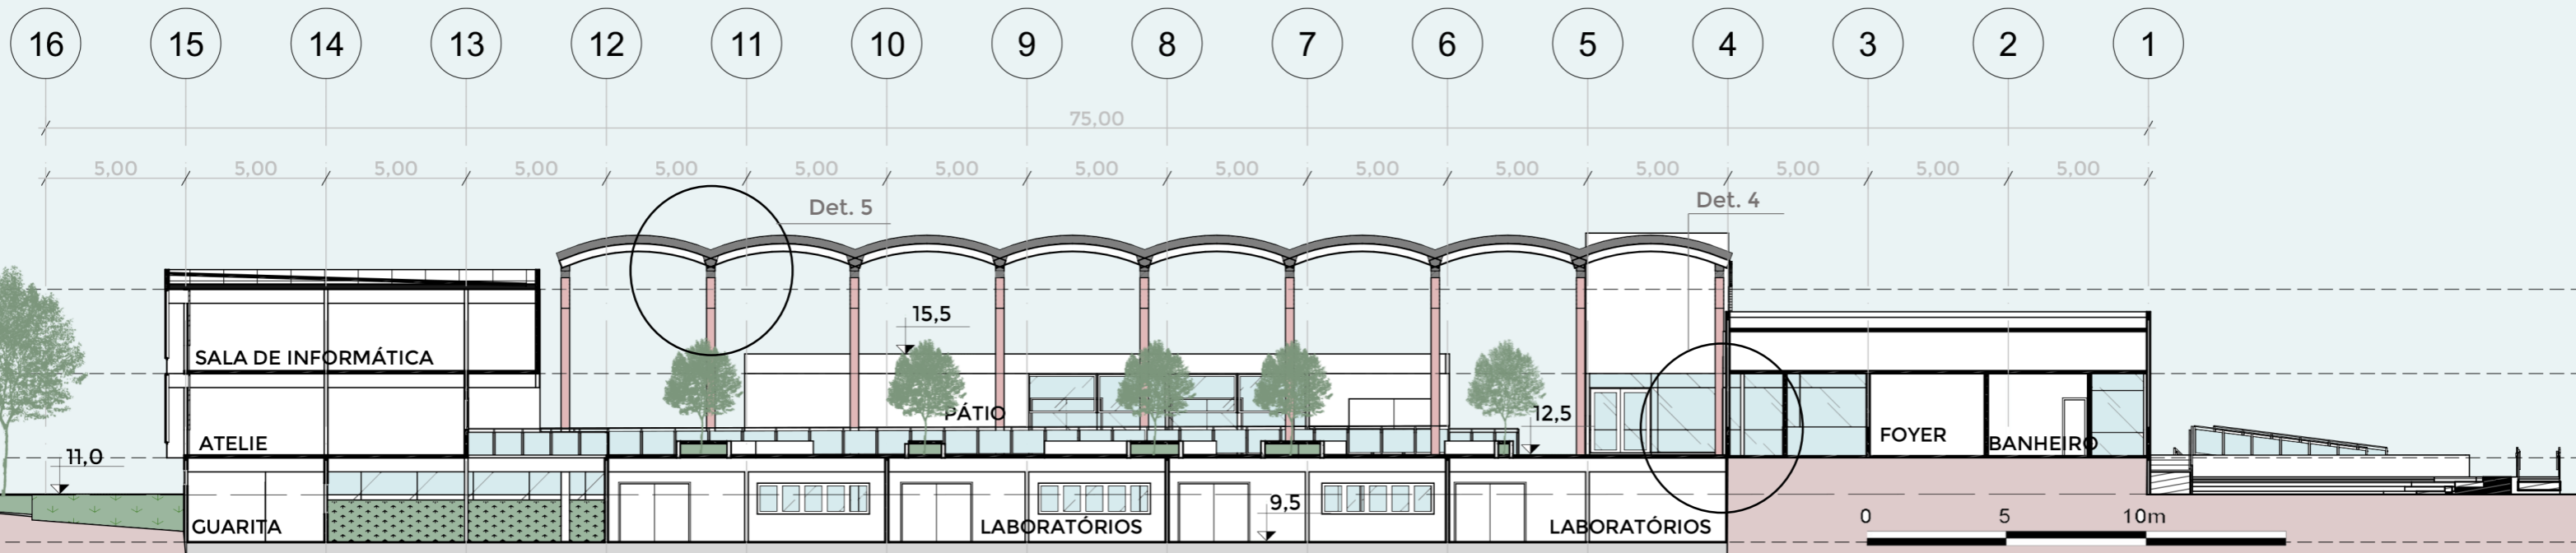 16 15 14 13 12 11 10 9 8 7 6 5 4 3 2 1
75,00
5,00 5,00 5,00 5,00 5,00 5,00 5,00 5,00 5,00 5,00 5,00 5,00 5,00 5,00 5,00
Det. 5
Det. 4
15,5
SALA DE INFORMÁTICA
PÁTIO
12,5
ATELIE
FOYER
BANHEIRO
11,0
9,5
GUARITA
LABORATÓRIOS
LABORATÓRIOS
0 5 10m